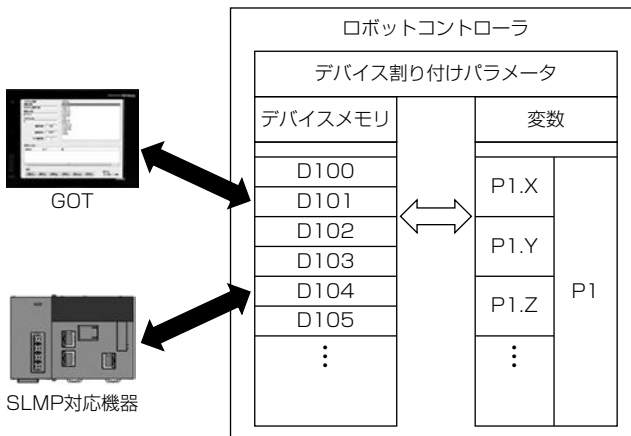 ロボットコントローラ
デバイス割り付けパラメータ
デバイスメモリ
変数
D100
D101
D102
D103
D104
D105
⋮
P1.X
P1.Y
P1.Z
⋮
P1
GOT
SLMP対応機器